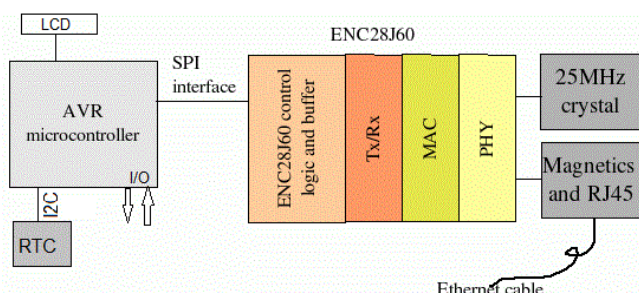 LCD
ENC28J60
SPI
interface
AVR
microcontroller
I/O
I2C
RTC
ENC28J60 control
logic and buffer
Tx/Rx
MAC
PHY
25MHz
crystal
Magnetics
and RJ45
Ethernet cable